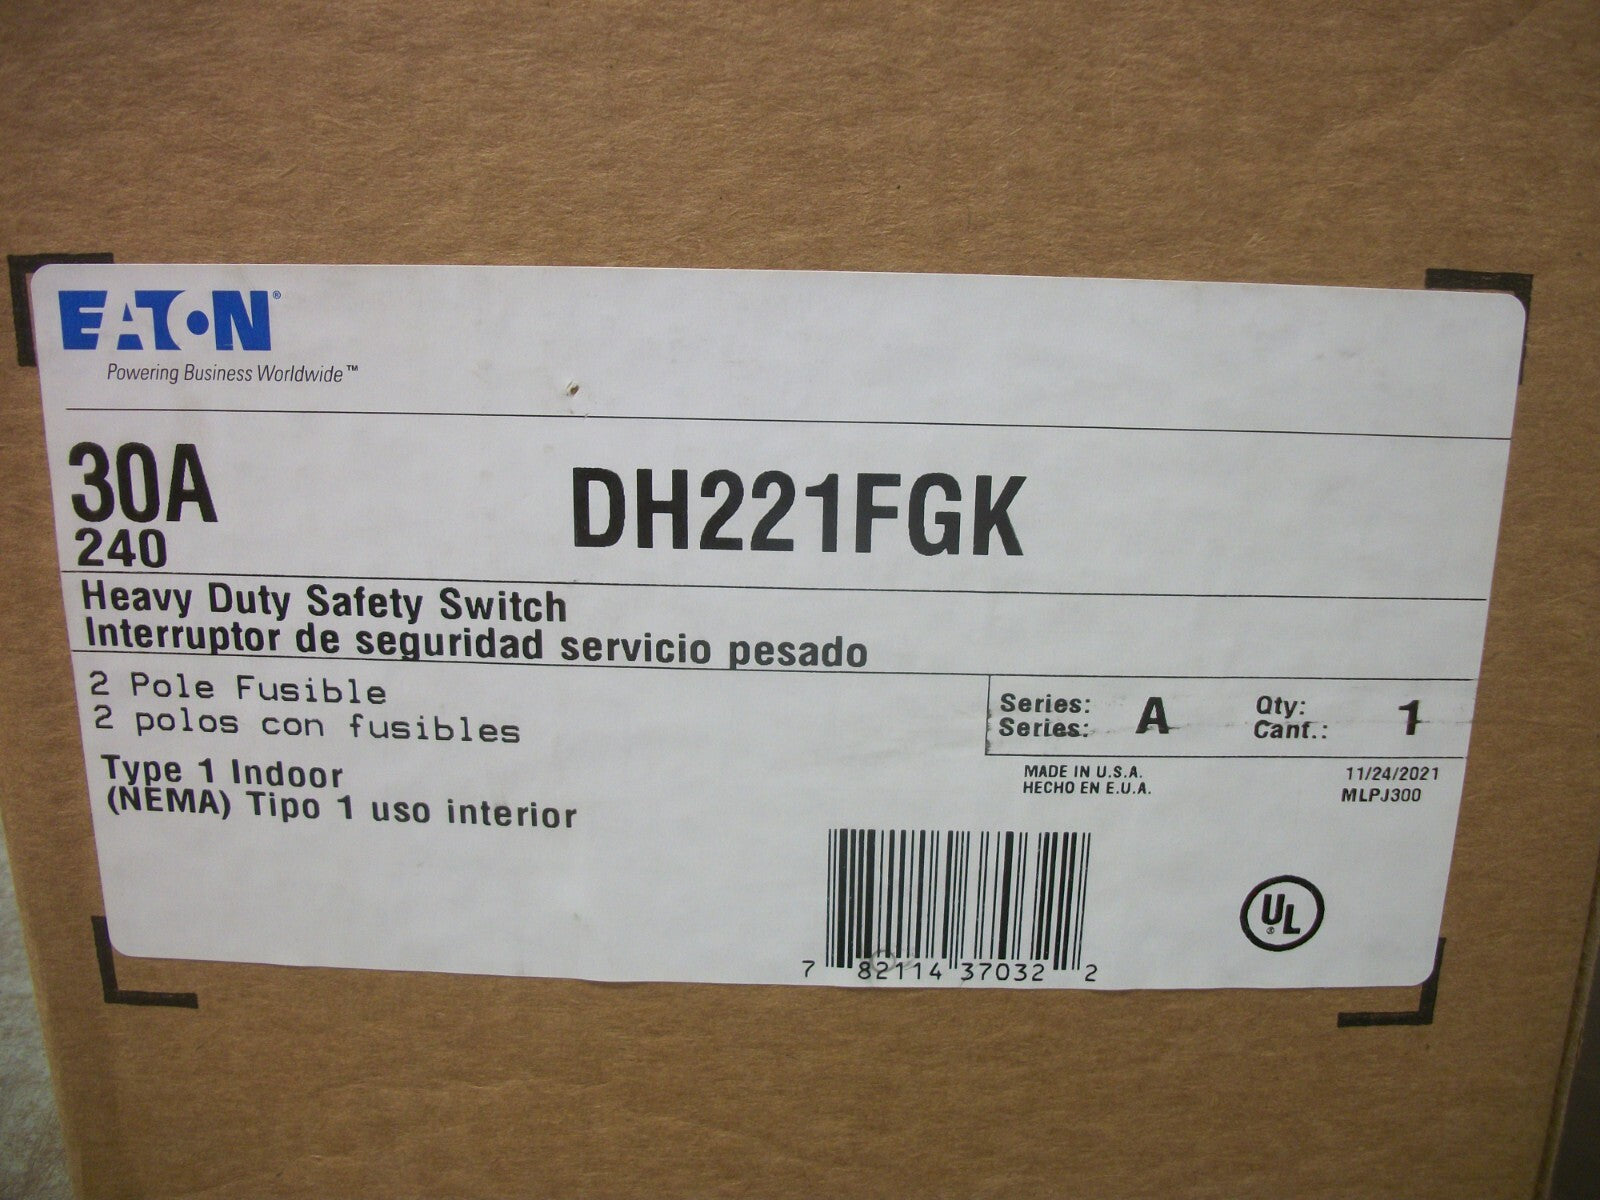 EATON®
Powering Business Worldwide™
30A
240
DH221FGK
Heavy Duty Safety Switch
Interruptor de seguridad servicio pesado
2 Pole Fusible
2 polos con fusibles
Type 1 Indoor
(NEMA) Tipo 1 uso interior
Series: A Qty: 1
Series: Cant.:
MADE IN U.S.A.
HECHO EN E.U.A.
11/24/2021
MLPJ300
7 82114 37032 2
UL ®